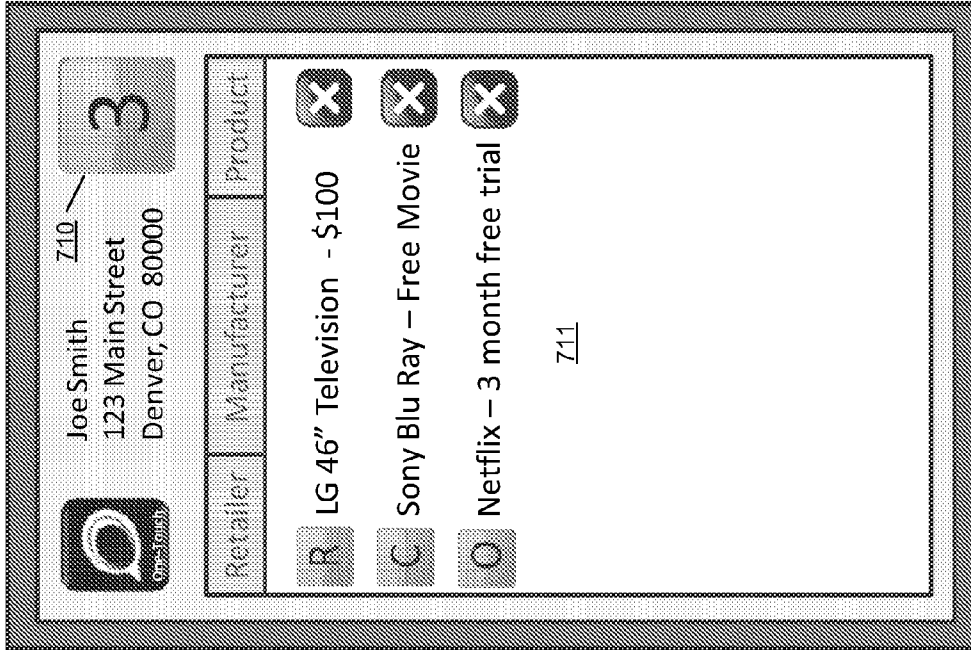 One-Touch
Joe Smith
123 Main Street
Denver, CO 80000
710
3
Retailer
Manufacturer
Product
R LG 46” Television - $100 X
C Sony Blu Ray – Free Movie X
O Netflix – 3 month free trial X
711